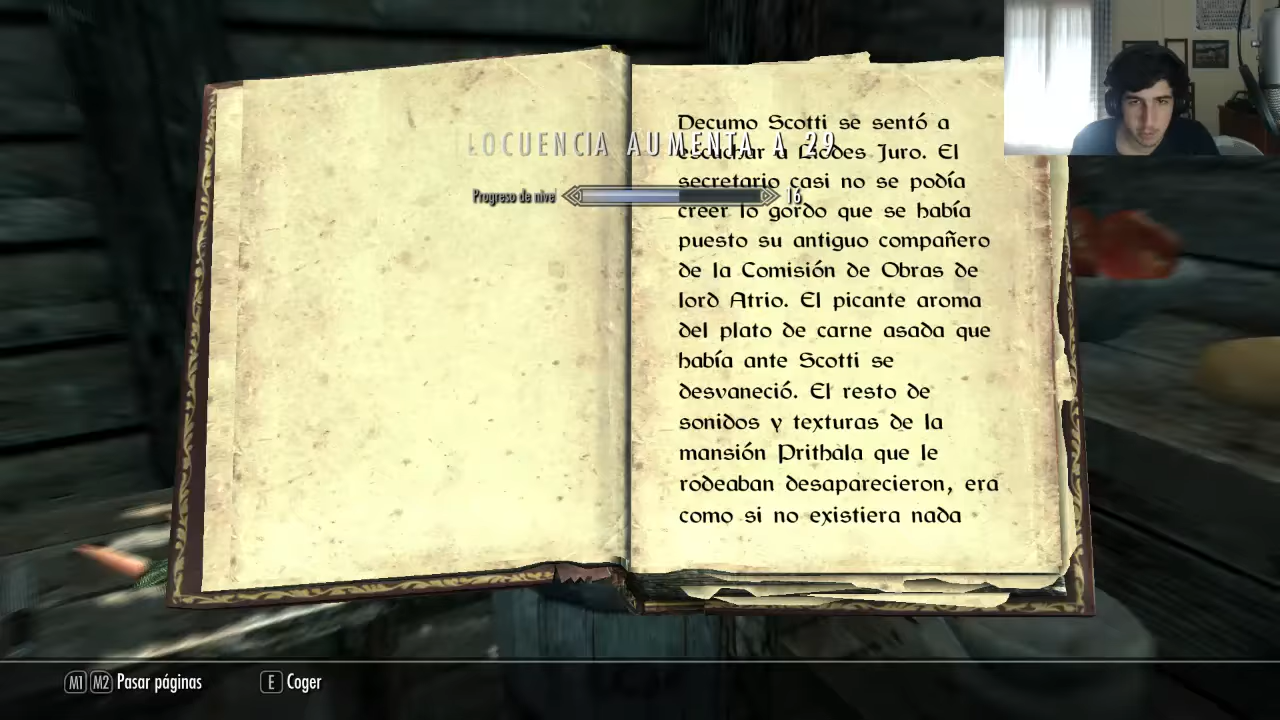 Decumo Scotti se sentó a
LOCUENCIA AUMENTA A 29
escuchar a Liodes Juro. El
secretario casi no se podía
Progreso de nivel 16
creer lo gordo que se había
puesto su antiguo compañero
de la Comisión de Obras de
lord Atrio. El picante aroma
del plato de carne asada que
había ante Scotti se
desvaneció. El resto de
sonidos y texturas de la
mansión Prithala que le
rodeaban desaparecieron, era
como si no existiera nada
M1 M2 Pasar páginas
E Coger